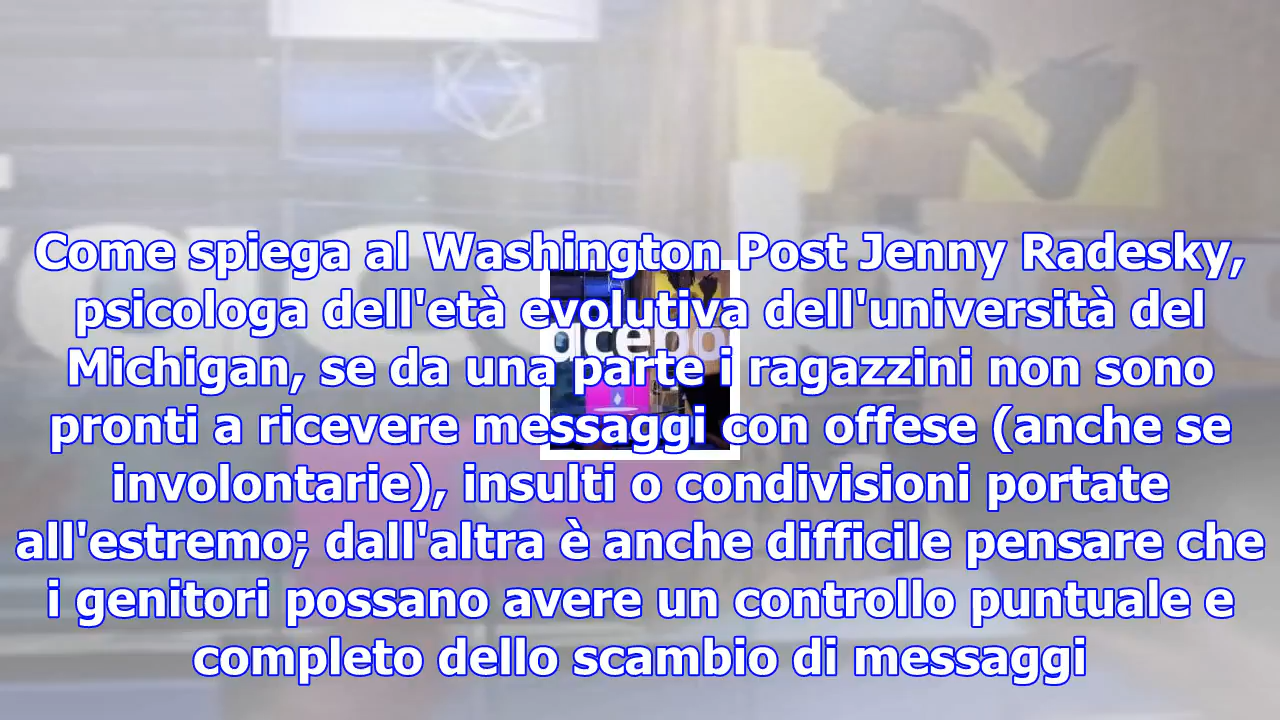 Come spiega al Washington Post Jenny Radesky,
psicologa dell'età evolutiva dell'università del
Michigan, se da una parte i ragazzini non sono
pronti a ricevere messaggi con offese (anche se
involontarie), insulti o condivisioni portate
all'estremo; dall'altra è anche difficile pensare che
i genitori possano avere un controllo puntuale e
completo dello scambio di messaggi